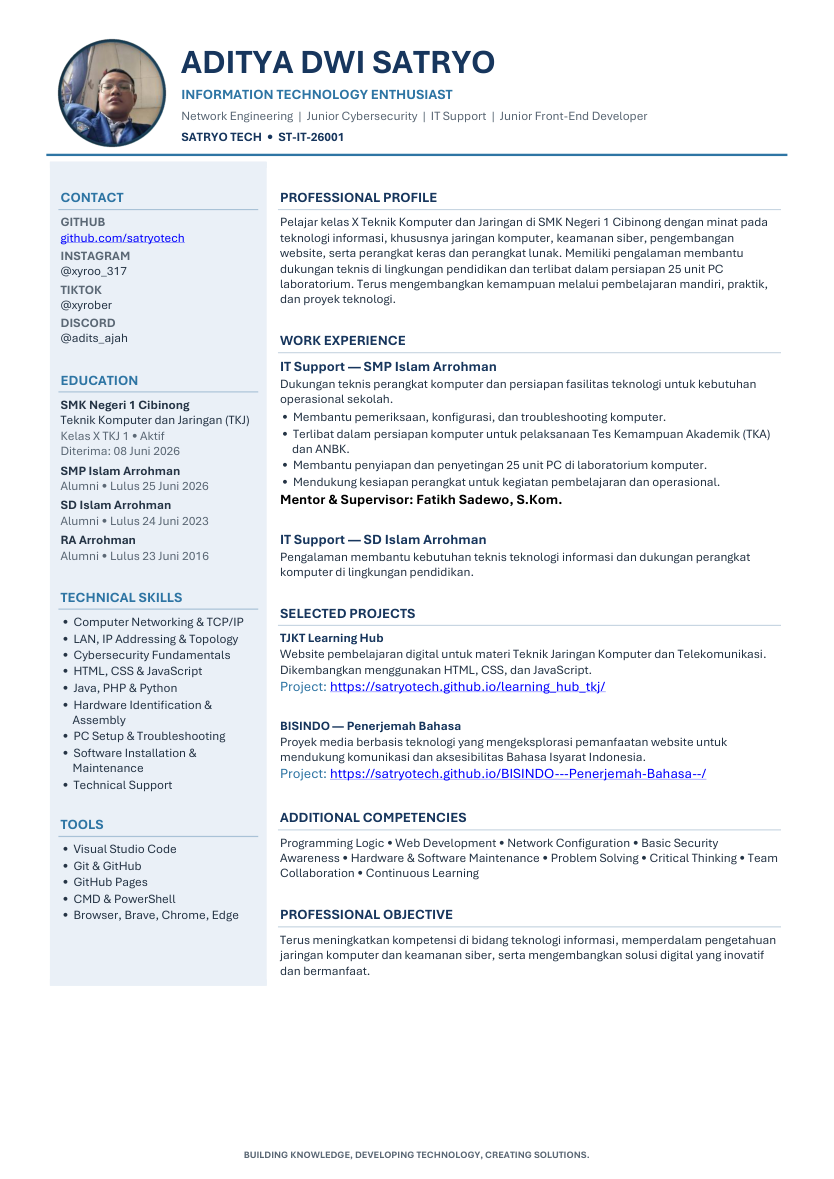 ADITYA DWI SATRYO
INFORMATION TECHNOLOGY ENTHUSIAST
Network Engineering | Junior Cybersecurity | IT Support | Junior Front-End Developer
SATRYO TECH • ST-IT-26001
CONTACT
GITHUB
github.com/satryotech
INSTAGRAM
@xyroo_317
TIKTOK
@xyrober
DISCORD
@adits_ajah
EDUCATION
SMK Negeri 1 Cibinong
Teknik Komputer dan Jaringan (TKJ)
Kelas X TKJ 1 • Aktif
Diterima: 08 Juni 2026
SMP Islam Arrohman
Alumni • Lulus 25 Juni 2026
SD Islam Arrohman
Alumni • Lulus 24 Juni 2023
RA Arrohman
Alumni • Lulus 23 Juni 2016
TECHNICAL SKILLS
• Computer Networking & TCP/IP
• LAN, IP Addressing & Topology
• Cybersecurity Fundamentals
• HTML, CSS & JavaScript
• Java, PHP & Python
• Hardware Identification &
Assembly
• PC Setup & Troubleshooting
• Software Installation &
Maintenance
• Technical Support
TOOLS
• Visual Studio Code
• Git & GitHub
• GitHub Pages
• CMD & PowerShell
• Browser, Brave, Chrome, Edge
PROFESSIONAL PROFILE
Pelajar kelas X Teknik Komputer dan Jaringan di SMK Negeri 1 Cibinong dengan minat pada
teknologi informasi, khususnya jaringan komputer, keamanan siber, pengembangan
website, serta perangkat keras dan perangkat lunak. Memiliki pengalaman membantu
dukungan teknis di lingkungan pendidikan dan terlibat dalam persiapan 25 unit PC
laboratorium. Terus mengembangkan kemampuan melalui pembelajaran mandiri, praktik,
dan proyek teknologi.
WORK EXPERIENCE
IT Support — SMP Islam Arrohman
Dukungan teknis perangkat komputer dan persiapan fasilitas teknologi untuk kebutuhan
operasional sekolah.
• Membantu pemeriksaan, konfigurasi, dan troubleshooting komputer.
• Terlibat dalam persiapan komputer untuk pelaksanaan Tes Kemampuan Akademik (TKA)
dan ANBK.
• Membantu penyiapan dan penyetingan 25 unit PC di laboratorium komputer.
• Mendukung kesiapan perangkat untuk kegiatan pembelajaran dan operasional.
Mentor & Supervisor: Fatikh Sadewo, S.Kom.
IT Support — SD Islam Arrohman
Pengalaman membantu kebutuhan teknis teknologi informasi dan dukungan perangkat
komputer di lingkungan pendidikan.
SELECTED PROJECTS
TJKT Learning Hub
Website pembelajaran digital untuk materi Teknik Jaringan Komputer dan Telekomunikasi.
Dikembangkan menggunakan HTML, CSS, dan JavaScript.
Project: https://satryotech.github.io/learning_hub_tkj/
BISINDO — Penerjemah Bahasa
Proyek media berbasis teknologi yang mengeksplorasi pemanfaatan website untuk
mendukung komunikasi dan aksesibilitas Bahasa Isyarat Indonesia.
Project: https://satryotech.github.io/BISINDO---Penerjemah-Bahasa--/
ADDITIONAL COMPETENCIES
Programming Logic • Web Development • Network Configuration • Basic Security
Awareness • Hardware & Software Maintenance • Problem Solving • Critical Thinking • Team
Collaboration • Continuous Learning
PROFESSIONAL OBJECTIVE
Terus meningkatkan kompetensi di bidang teknologi informasi, memperdalam pengetahuan
jaringan komputer dan keamanan siber, serta mengembangkan solusi digital yang inovatif
dan bermanfaat.
BUILDING KNOWLEDGE, DEVELOPING TECHNOLOGY, CREATING SOLUTIONS.